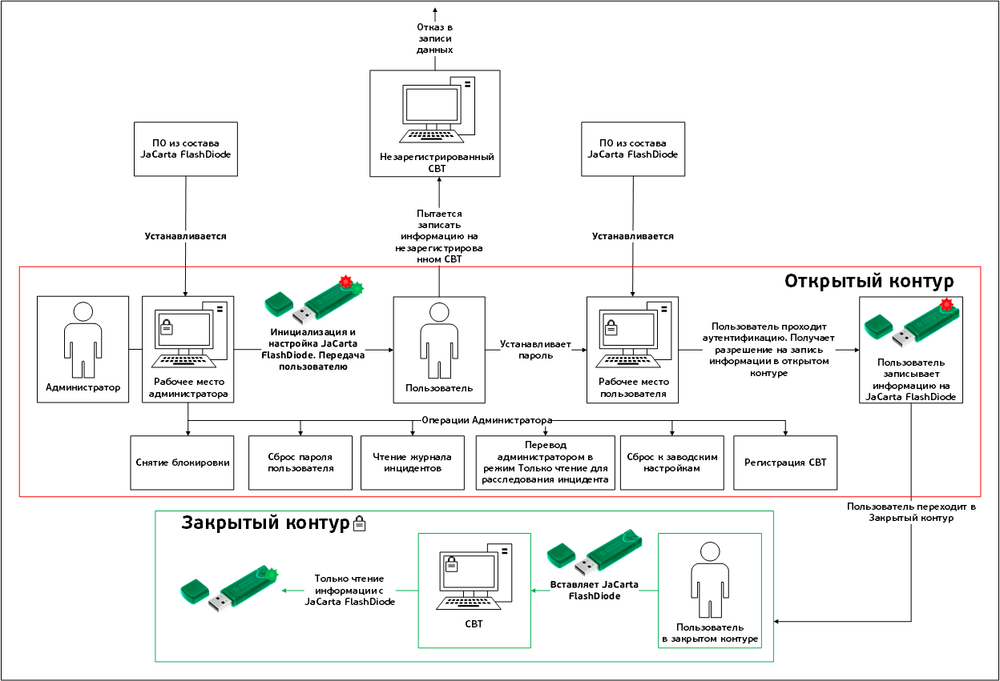 Отказ в
записи
данных
Незарегистрированный
СВТ
ПО из состава
JaCarta FlashDiode
ПО из состава
JaCarta FlashDiode
Пытается
записать
информацию на
незарегистрирова
нном СВТ
Устанавливается
Устанавливается
Открытый контур
Администратор
Рабочее место
администратора
Инициализация и
настройка JaCarta
FlashDiode. Передача
пользователю
Пользователь
Устанавливает
пароль
Рабочее место
пользователя
Пользователь проходит
аутентификацию. Получает
разрешение на запись
информации в открытом
контуре
Пользователь
записывает
информацию на
JaCarta FlashDiode
Операции Администратора
Снятие блокировки
Сброс пароля
пользователя
Чтение журнала
инцидентов
Перевод
администратором в
режим Только чтение для
расследования инцидента
Сброс к заводским
настройкам
Регистрация СВТ
Пользователь переходит в
Закрытый контур
Закрытый контур
Только чтение
информации с
JaCarta FlashDiode
СВТ
Вставляет JaCarta
FlashDiode
Пользователь
в закрытом контуре